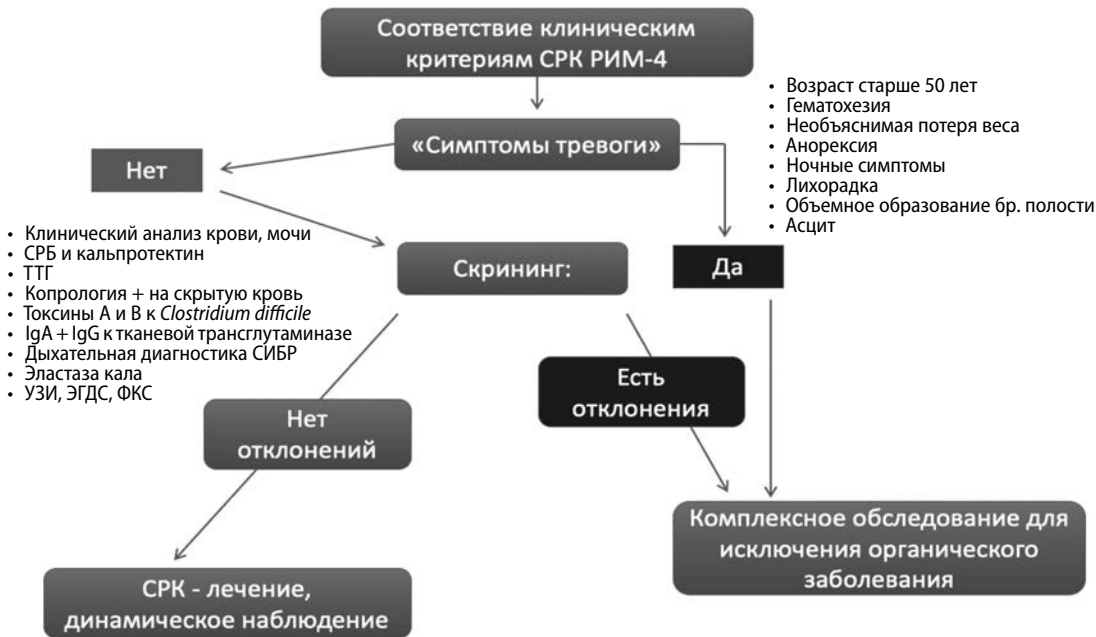 Соответствие клиническим
критериям СРК РИМ-4
«Симптомы тревоги»
• Возраст старше 50 лет
• Гематохезия
• Необъяснимая потеря веса
• Анорексия
• Ночные симптомы
• Лихорадка
• Объемное образование бр. полости
• Асцит
Нет
Да
• Клинический анализ крови, мочи
• СРБ и кальпротектин
• ТТГ
• Копрология + на скрытую кровь
• Токсины А и В к Clostridium difficile
• IgA + IgG к тканевой трансглутаминазе
• Дыхательная диагностика СИБР
• Эластаза кала
• УЗИ, ЭГДС, ФКС
Скрининг:
Нет
отклонений
Есть
отклонения
СРК - лечение,
динамическое наблюдение
Комплексное обследование для
исключения органического
заболевания